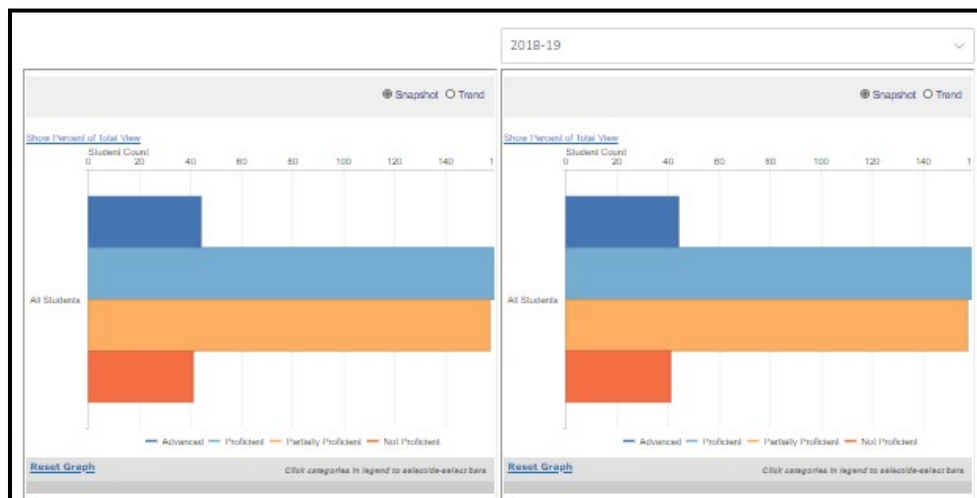 2018-19
Snapshot Trend
Show Percent of Total View
Student Count
0 20 40 60 80 100 120 140 1
All Students
Advanced Proficient Partially Proficient Not Proficient
Reset Graph Click categories in legend to select/de-select bars
Snapshot Trend
Show Percent of Total View
Student Count
0 20 40 60 80 100 120 140 1
All Students
Advanced Proficient Partially Proficient Not Proficient
Reset Graph Click categories in legend to select/de-select bars